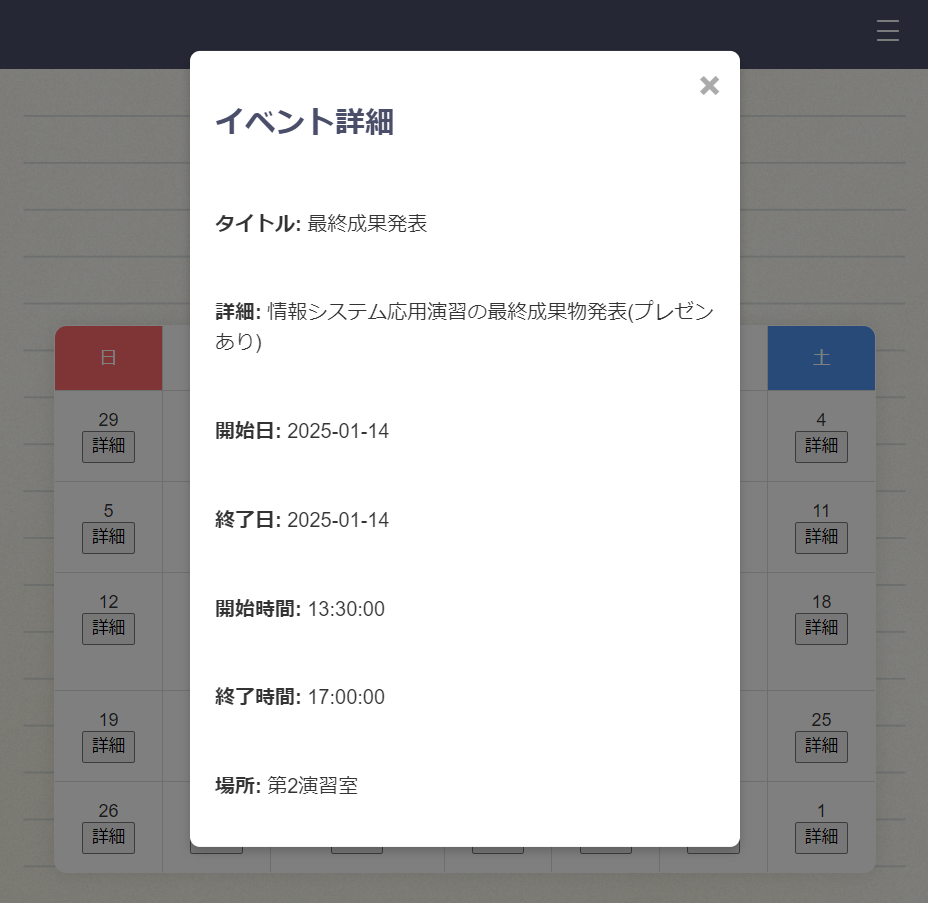 ×
イベント詳細
タイトル: 最終成果発表
詳細: 情報システム応用演習の最終成果物発表(プレゼン
あり)
開始日: 2025-01-14
終了日: 2025-01-14
開始時間: 13:30:00
終了時間: 17:00:00
場所: 第2演習室
日 土
29 4
詳細 詳細
5 11
詳細 詳細
12 18
詳細 詳細
19 25
詳細 詳細
26 1
詳細 詳細